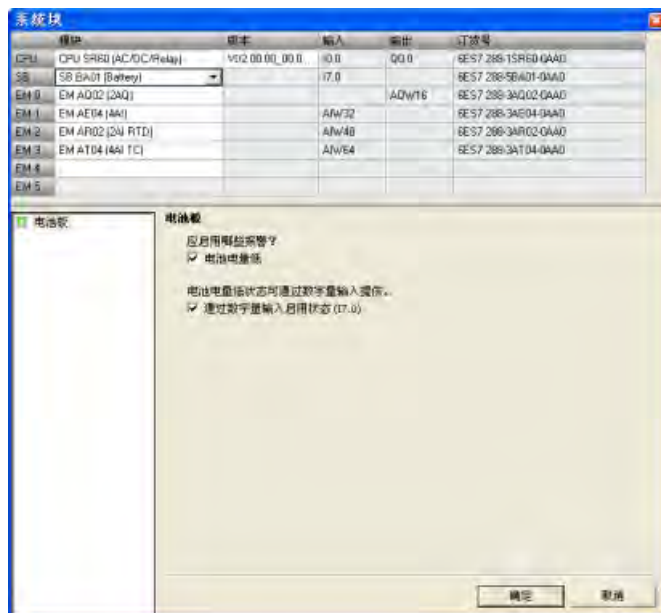 系统块
模块 版本 输入 输出 订货号
CPU CPU SR60 (AC/DC/Relay) V02.00.00_00.0 I0.0 Q0.0 6ES7 288-1SR60-0AA0
SB SB BA01 (Battery) I7.0 6ES7 288-5BA01-0AA0
EM 0 EM AQ02 (2AQ) AQW16 6ES7 288-3AQ02-0AA0
EM 1 EM AE04 (4AI) AIW32 6ES7 288-3AE04-0AA0
EM 2 EM AR02 (2AI RTD) AIW48 6ES7 288-3AR02-0AA0
EM 3 EM AT04 (4AI TC) AIW64 6ES7 288-3AT04-0AA0
EM 4
EM 5
电池板
电池板
应启用哪些报警？
电池电量低
电池电量低状态可通过数字量输入提供。
通过数字量输入启用状态 (I7.0)
确定 取消